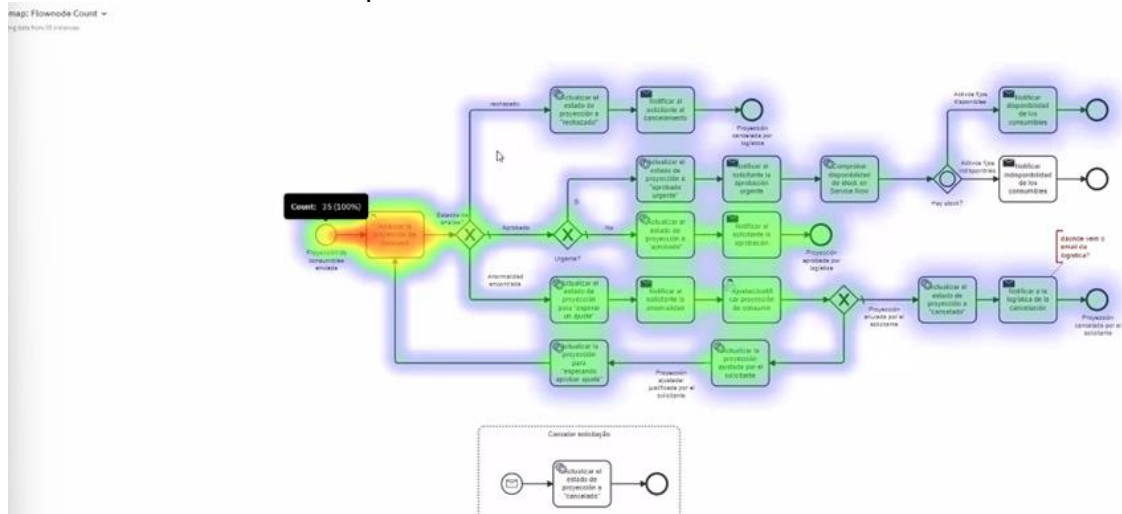 map: Flownode Count
Count: 35 (100%)
Proyección de
consumibles
enviada
rechazado
Aprobado
Urgente?
Si
No
Anormalidad
encontrada
Actualizar el
estado de
proyección a
"rechazado"
Notificar al
solicitante el
cancelamiento
Proyección
cancelada por
logística
Actualizar el
estado de
proyección a
"aprobado
urgente"
Notificar al
solicitante la
aprobación
urgente
Comprobar
disponibilidad
de stock en
Service Now
Hay stock?
Activos fijos
disponibles
Notificar
disponibilidad
de los
consumibles
Activos fijos
indisponibles
Notificar
indisponibilidad
de los
consumibles
Actualizar el
estado de
proyección a
"aprobado"
Notificar al
solicitante la
aprobación
Proyección
aprobada por
logística
Actualizar el
estado de
proyección
para "esperar
un ajuste"
Notificar al
solicitante la
anormalidad
proyección
de consumo
Proyección
solicitante
Actualizar el
estado de
proyección a
"cancelado"
Notificar a la
logística de la
cancelación
email da
logística?
Proyección
cancelada por el
solicitante
Actualizar la
proyección
para
"esperando
aprobar ajuste"
Proyección
ajustada/
justificada por el
solicitante
Actualizar la
proyección
ajustada por el
solicitante
Cancelar solicitação
Actualizar el
estado de
proyección a
"cancelado"